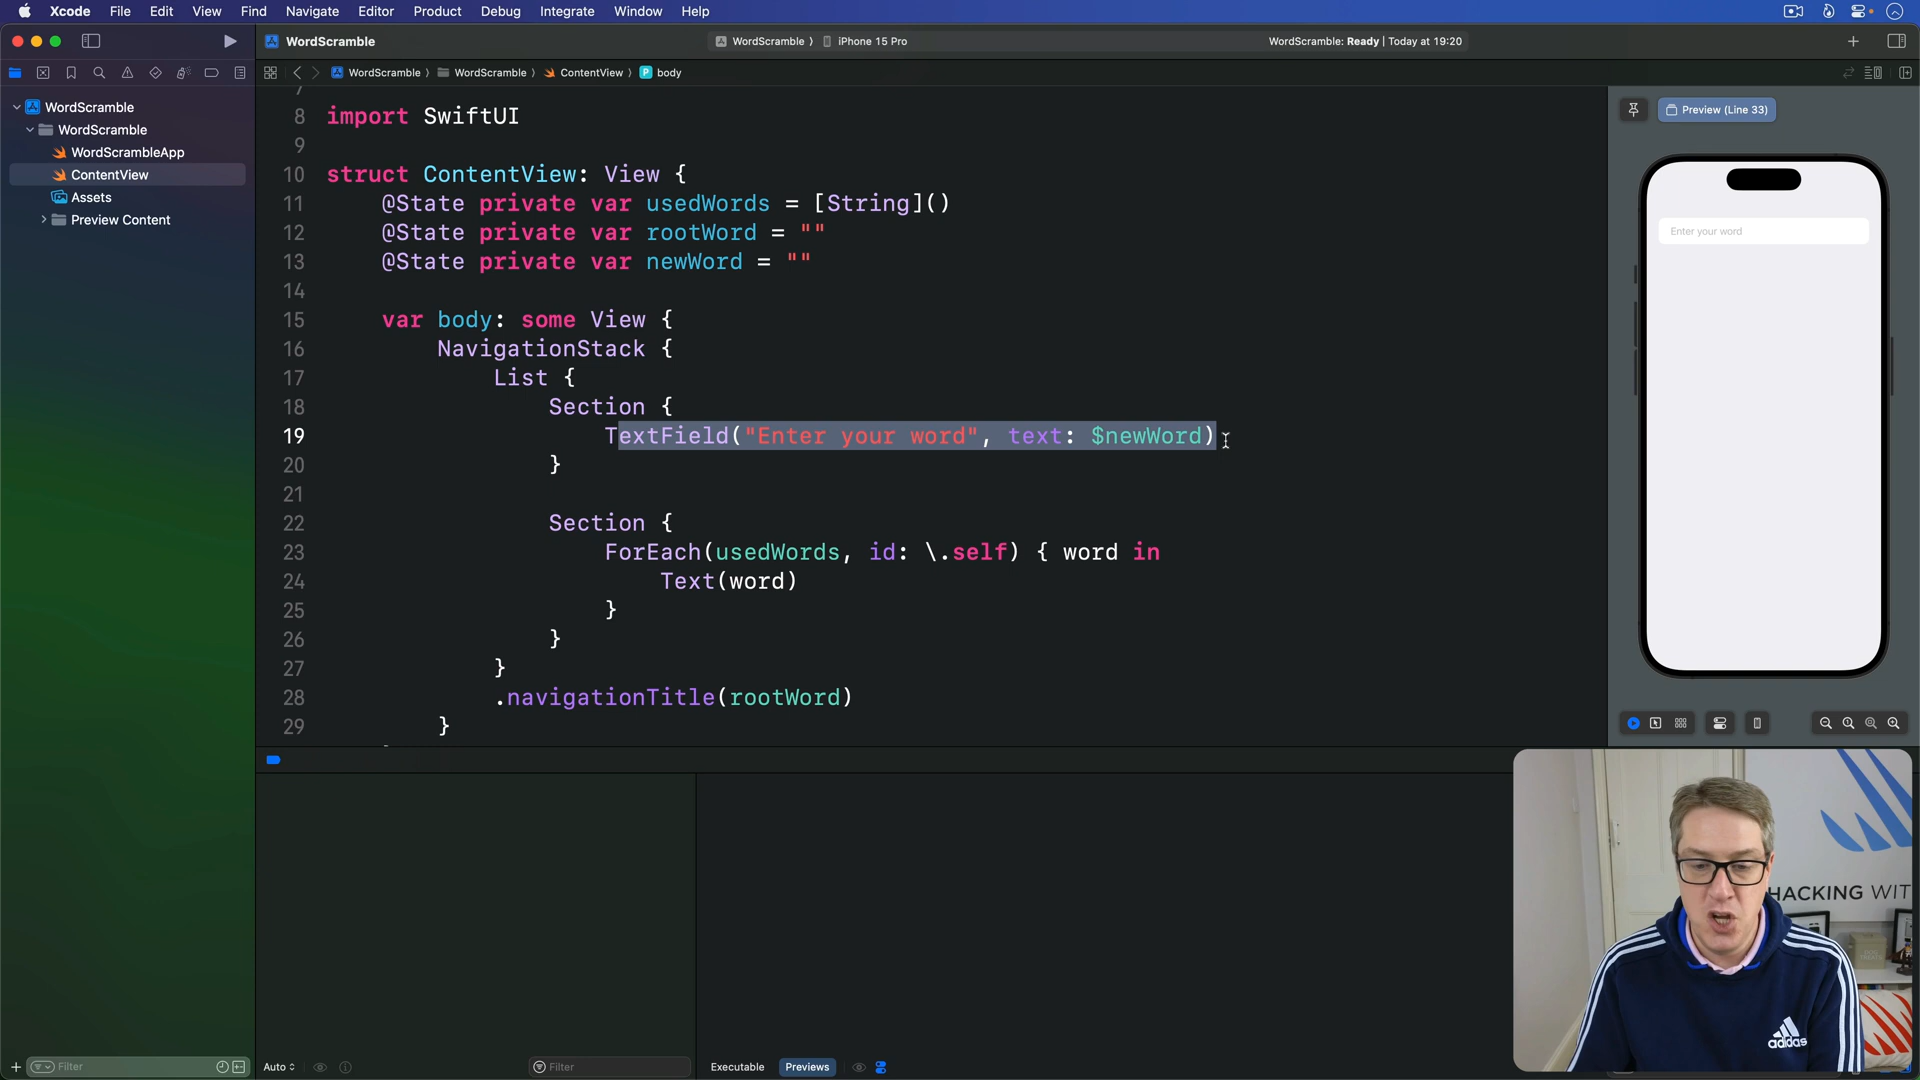 Xcode File Edit View Find Navigate Editor Product Debug Integrate Window Help
WordScramble
WordScramble 〉 iPhone 15 Pro
WordScramble: Ready | Today at 19:20
WordScramble 〉 WordScramble 〉 ContentView 〉 P body
WordScramble
WordScramble
WordScrambleApp
ContentView
Assets
Preview Content
7
8 import SwiftUI
9
10 struct ContentView: View {
11 @State private var usedWords = [String]()
12 @State private var rootWord = ""
13 @State private var newWord = ""
14
15 var body: some View {
16 NavigationStack {
17 List {
18 Section {
19 TextField("Enter your word", text: $newWord)
20 }
21
22 Section {
23 ForEach(usedWords, id: \.self) { word in
24 Text(word)
25 }
26 }
27 }
28 .navigationTitle(rootWord)
29 }
Preview (Line 33)
Enter your word
HACKING WIT
adidas
Filter
Auto
Filter
Executable Previews